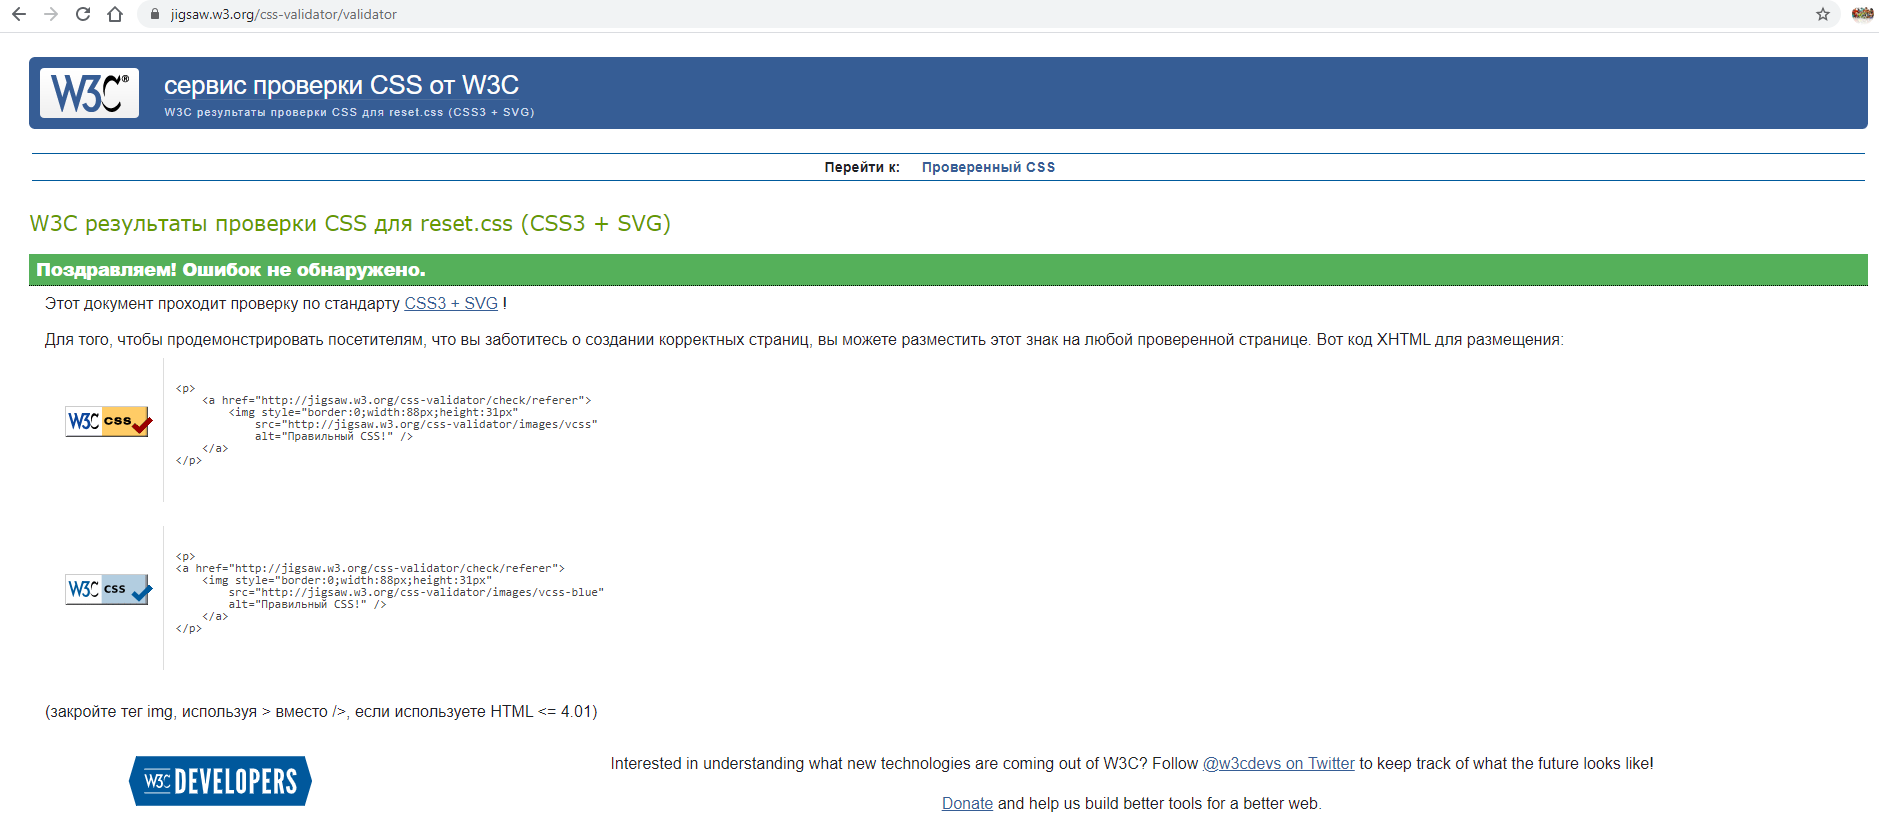 jigsaw.w3.org/css-validator/validator
W3C®
сервис проверки CSS от W3C
W3C результаты проверки CSS для reset.css (CSS3 + SVG)
Перейти к: Проверенный CSS
W3C результаты проверки CSS для reset.css (CSS3 + SVG)
Поздравляем! Ошибок не обнаружено.
Этот документ проходит проверку по стандарту CSS3 + SVG !
Для того, чтобы продемонстрировать посетителям, что вы заботитесь о создании корректных страниц, вы можете разместить этот знак на любой проверенной странице. Вот код XHTML для размещения:
W3C css
<p>
<a href="http://jigsaw.w3.org/css-validator/check/referer">
<img style="border:0;width:88px;height:31px"
src="http://jigsaw.w3.org/css-validator/images/vcss"
alt="Правильный CSS!" />
</a>
</p>
W3C css
<p>
<a href="http://jigsaw.w3.org/css-validator/check/referer">
<img style="border:0;width:88px;height:31px"
src="http://jigsaw.w3.org/css-validator/images/vcss-blue"
alt="Правильный CSS!" />
</a>
</p>
(закройте тег img, используя > вместо />, если используете HTML <= 4.01)
W3C DEVELOPERS
Interested in understanding what new technologies are coming out of W3C? Follow @w3cdevs on Twitter to keep track of what the future looks like!
Donate and help us build better tools for a better web.